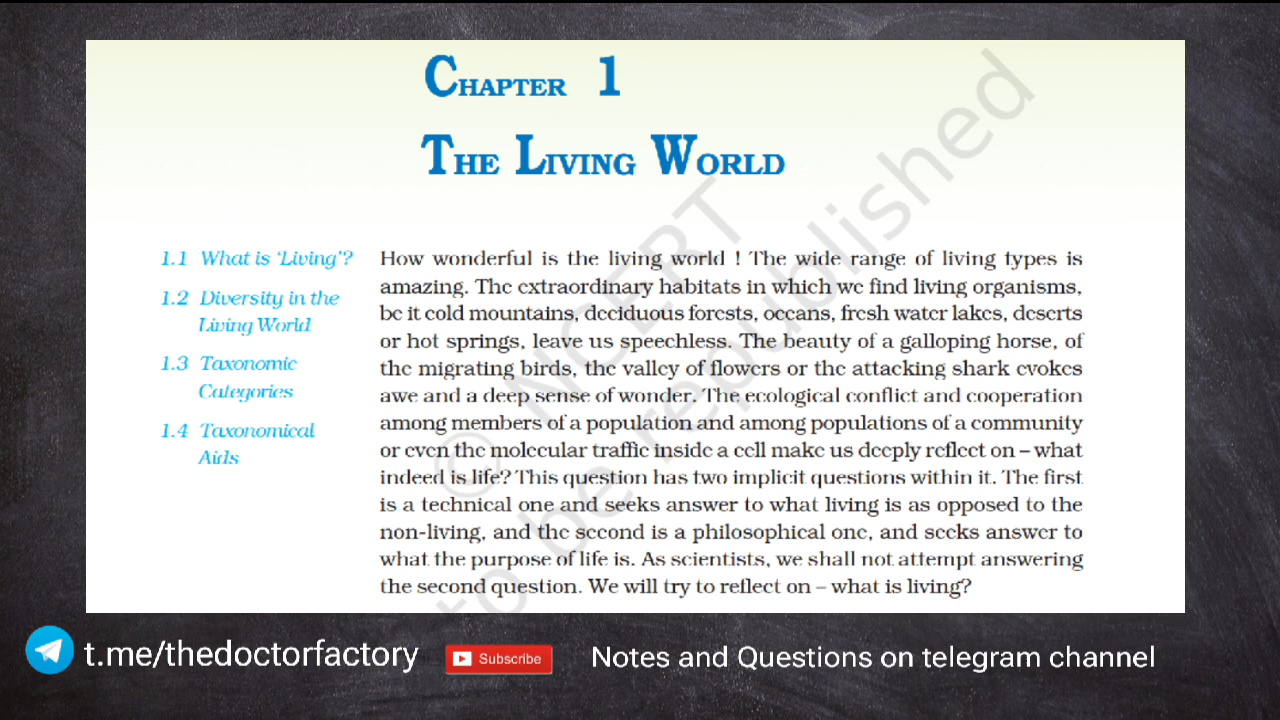 CHAPTER 1
THE LIVING WORLD
1.1 What is ‘Living’?
1.2 Diversity in the
Living World
1.3 Taxonomic
Categories
1.4 Taxonomical
Aids
How wonderful is the living world ! The wide range of living types is
amazing. The extraordinary habitats in which we find living organisms,
be it cold mountains, deciduous forests, oceans, fresh water lakes, deserts
or hot springs, leave us speechless. The beauty of a galloping horse, of
the migrating birds, the valley of flowers or the attacking shark evokes
awe and a deep sense of wonder. The ecological conflict and cooperation
among members of a population and among populations of a community
or even the molecular traffic inside a cell make us deeply reflect on – what
indeed is life? This question has two implicit questions within it. The first
is a technical one and seeks answer to what living is as opposed to the
non-living, and the second is a philosophical one, and seeks answer to
what the purpose of life is. As scientists, we shall not attempt answering
the second question. We will try to reflect on – what is living?
© NCERT
to be republished
t.me/thedoctorfactory
Subscribe
Notes and Questions on telegram channel